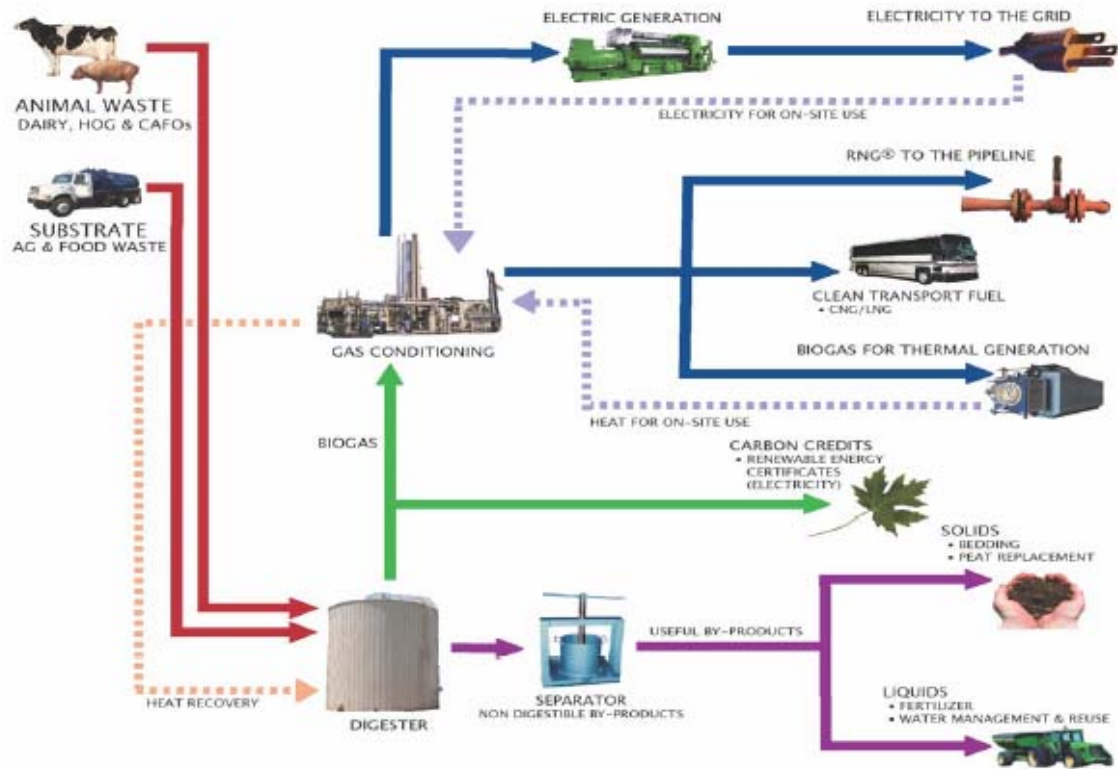 ELECTRIC GENERATION
ELECTRICITY TO THE GRID
ANIMAL WASTE
DAIRY, HOG & CAFOs
ELECTRICITY FOR ON-SITE USE
RNG® TO THE PIPELINE
SUBSTRATE
AG & FOOD WASTE
CLEAN TRANSPORT FUEL
• CNG/LNG
GAS CONDITIONING
BIOGAS FOR THERMAL GENERATION
HEAT FOR ON-SITE USE
BIOGAS
CARBON CREDITS
• RENEWABLE ENERGY
CERTIFICATES
(ELECTRICITY)
SOLIDS
• BEDDING
• PEAT REPLACEMENT
USEFUL BY-PRODUCTS
HEAT RECOVERY
DIGESTER
SEPARATOR
NON DIGESTIBLE BY-PRODUCTS
LIQUIDS
• FERTILIZER
• WATER MANAGEMENT & REUSE